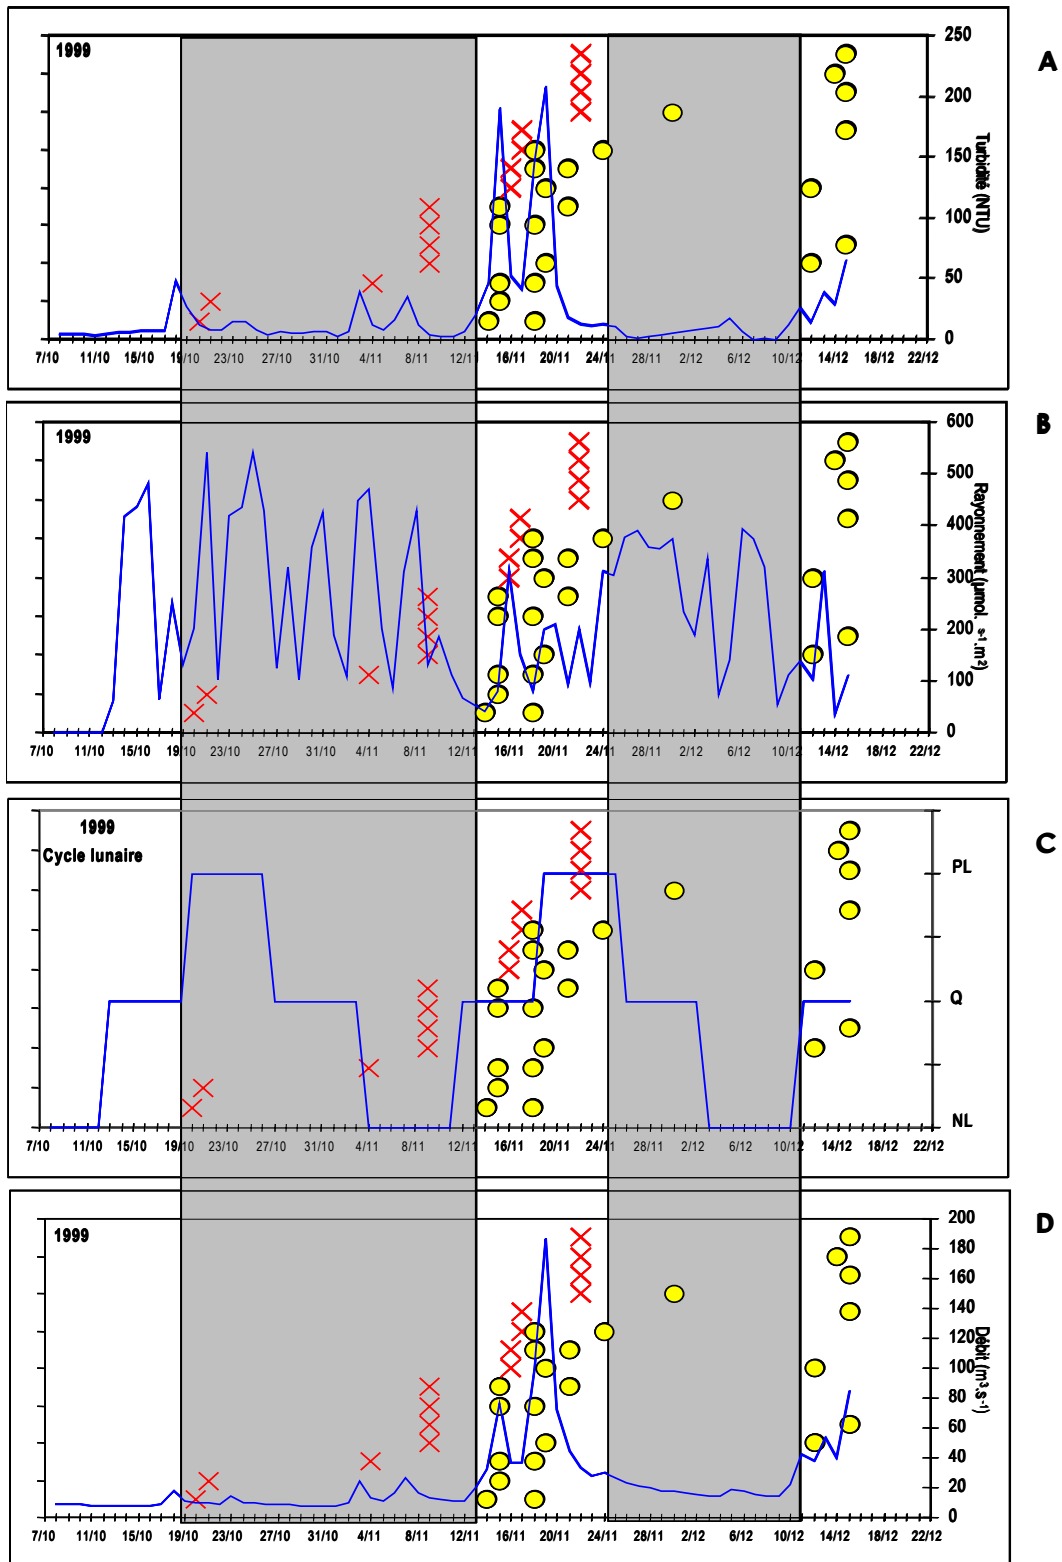 1999
A
250
200
150
100
50
0
Turbidité (NTU)
7/10 11/10 15/10 19/10 23/10 27/10 31/10 4/11 8/11 12/11 16/11 20/11 24/11 28/11 2/12 6/12 10/12 14/12 18/12 22/12
1999
B
600
500
400
300
200
100
0
Rayonnement (µmol. s-1.m²)
7/10 11/10 15/10 19/10 23/10 27/10 31/10 4/11 8/11 12/11 16/11 20/11 24/11 28/11 2/12 6/12 10/12 14/12 18/12 22/12
1999
Cycle lunaire
C
PL
Q
NL
7/10 11/10 15/10 19/10 23/10 27/10 31/10 4/11 8/11 12/11 16/11 20/11 24/11 28/11 2/12 6/12 10/12 14/12 18/12 22/12
1999
D
200
180
160
140
120
100
80
60
40
20
0
Débit (m³.s-1)
7/10 11/10 15/10 19/10 23/10 27/10 31/10 4/11 8/11 12/11 16/11 20/11 24/11 28/11 2/12 6/12 10/12 14/12 18/12 22/12